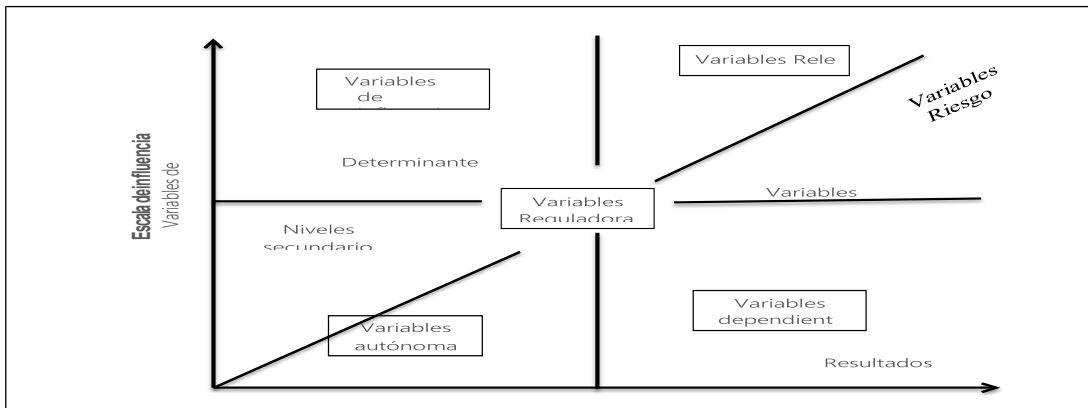 Variables
de
Variables Rele
Variables
Riesgo
Determinante
Escala deinfluencia
Variables de
Variables
Reguladora
Variables
Niveles
secundario
Variables
dependient
Variables
autónoma
Resultados